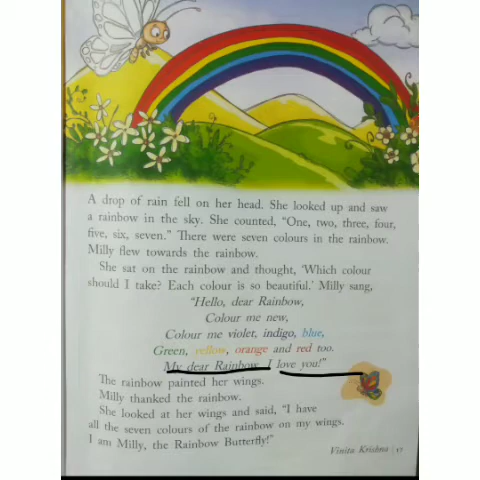 A drop of rain fell on her head. She looked up and saw
a rainbow in the sky. She counted, "One, two, three, four,
five, six, seven." There were seven colours in the rainbow.
Milly flew towards the rainbow.
She sat on the rainbow and thought, 'Which colour
should I take? Each colour is so beautiful.' Milly sang,
"Hello, dear Rainbow,
Colour me new,
Colour me violet, indigo, blue,
Green, yellow, orange and red too.
My dear Rainbow, I love you!"
The rainbow painted her wings.
Milly thanked the rainbow.
She looked at her wings and said, "I have
all the seven colours of the rainbow on my wings.
I am Milly, the Rainbow Butterfly!"
Vinita Krishna | 17